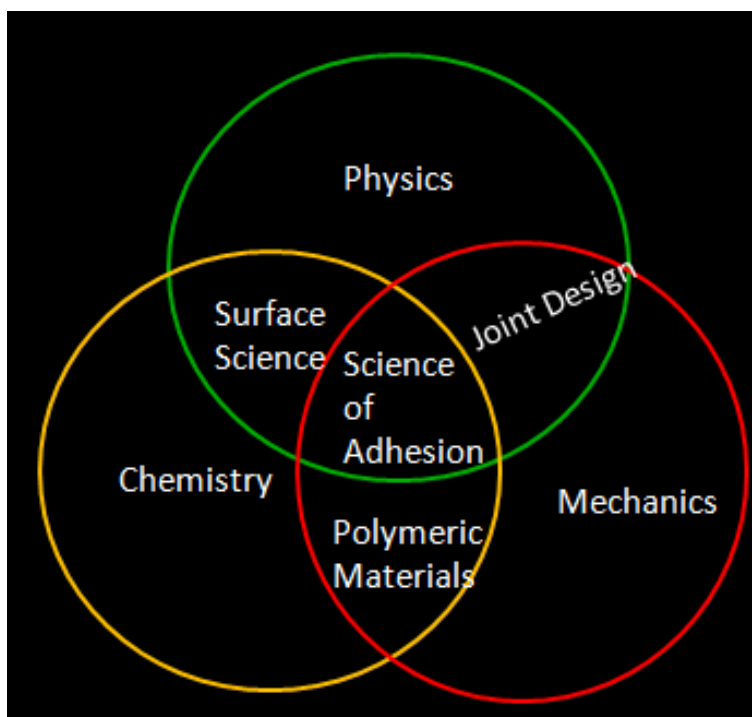 Physics
Surface
Science
Joint Design
Science
of
Adhesion
Chemistry
Mechanics
Polymeric
Materials